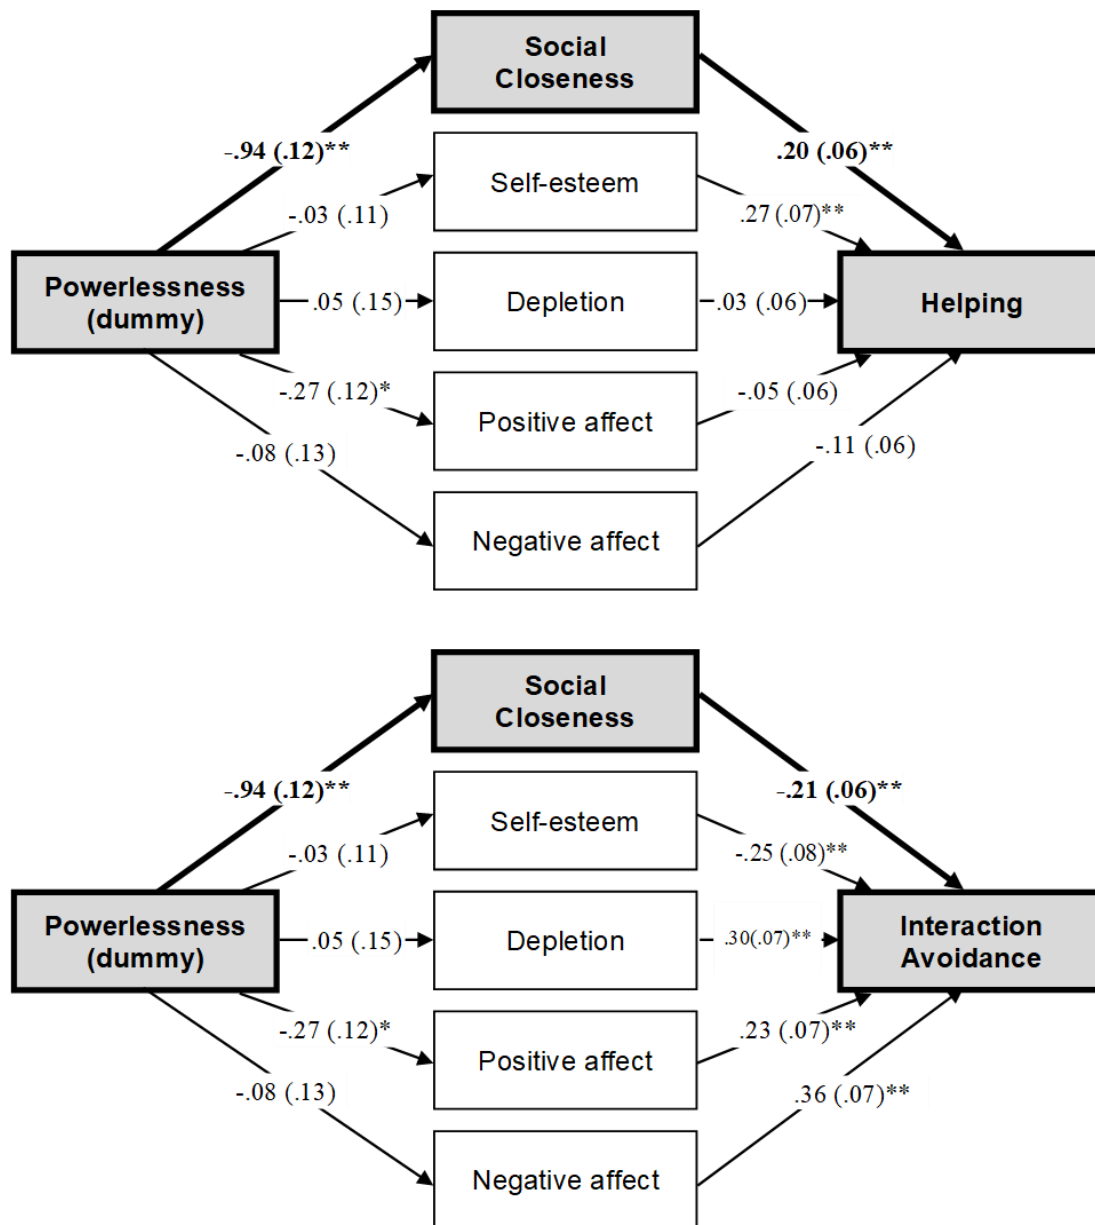 Social
Closeness
-.94 (.12)**
.20 (.06)**
Self-esteem
-.03 (.11)
.27 (.07)**
Powerlessness
(dummy)
.05 (.15)
Depletion
.03 (.06)
Helping
-.27 (.12)*
Positive affect
-.05 (.06)
-.08 (.13)
-.11 (.06)
Negative affect
Social
Closeness
-.94 (.12)**
-.21 (.06)**
Self-esteem
-.03 (.11)
-.25 (.08)**
Powerlessness
(dummy)
.05 (.15)
Depletion
.30(.07)**
Interaction
Avoidance
-.27 (.12)*
Positive affect
.23 (.07)**
-.08 (.13)
.36 (.07)**
Negative affect